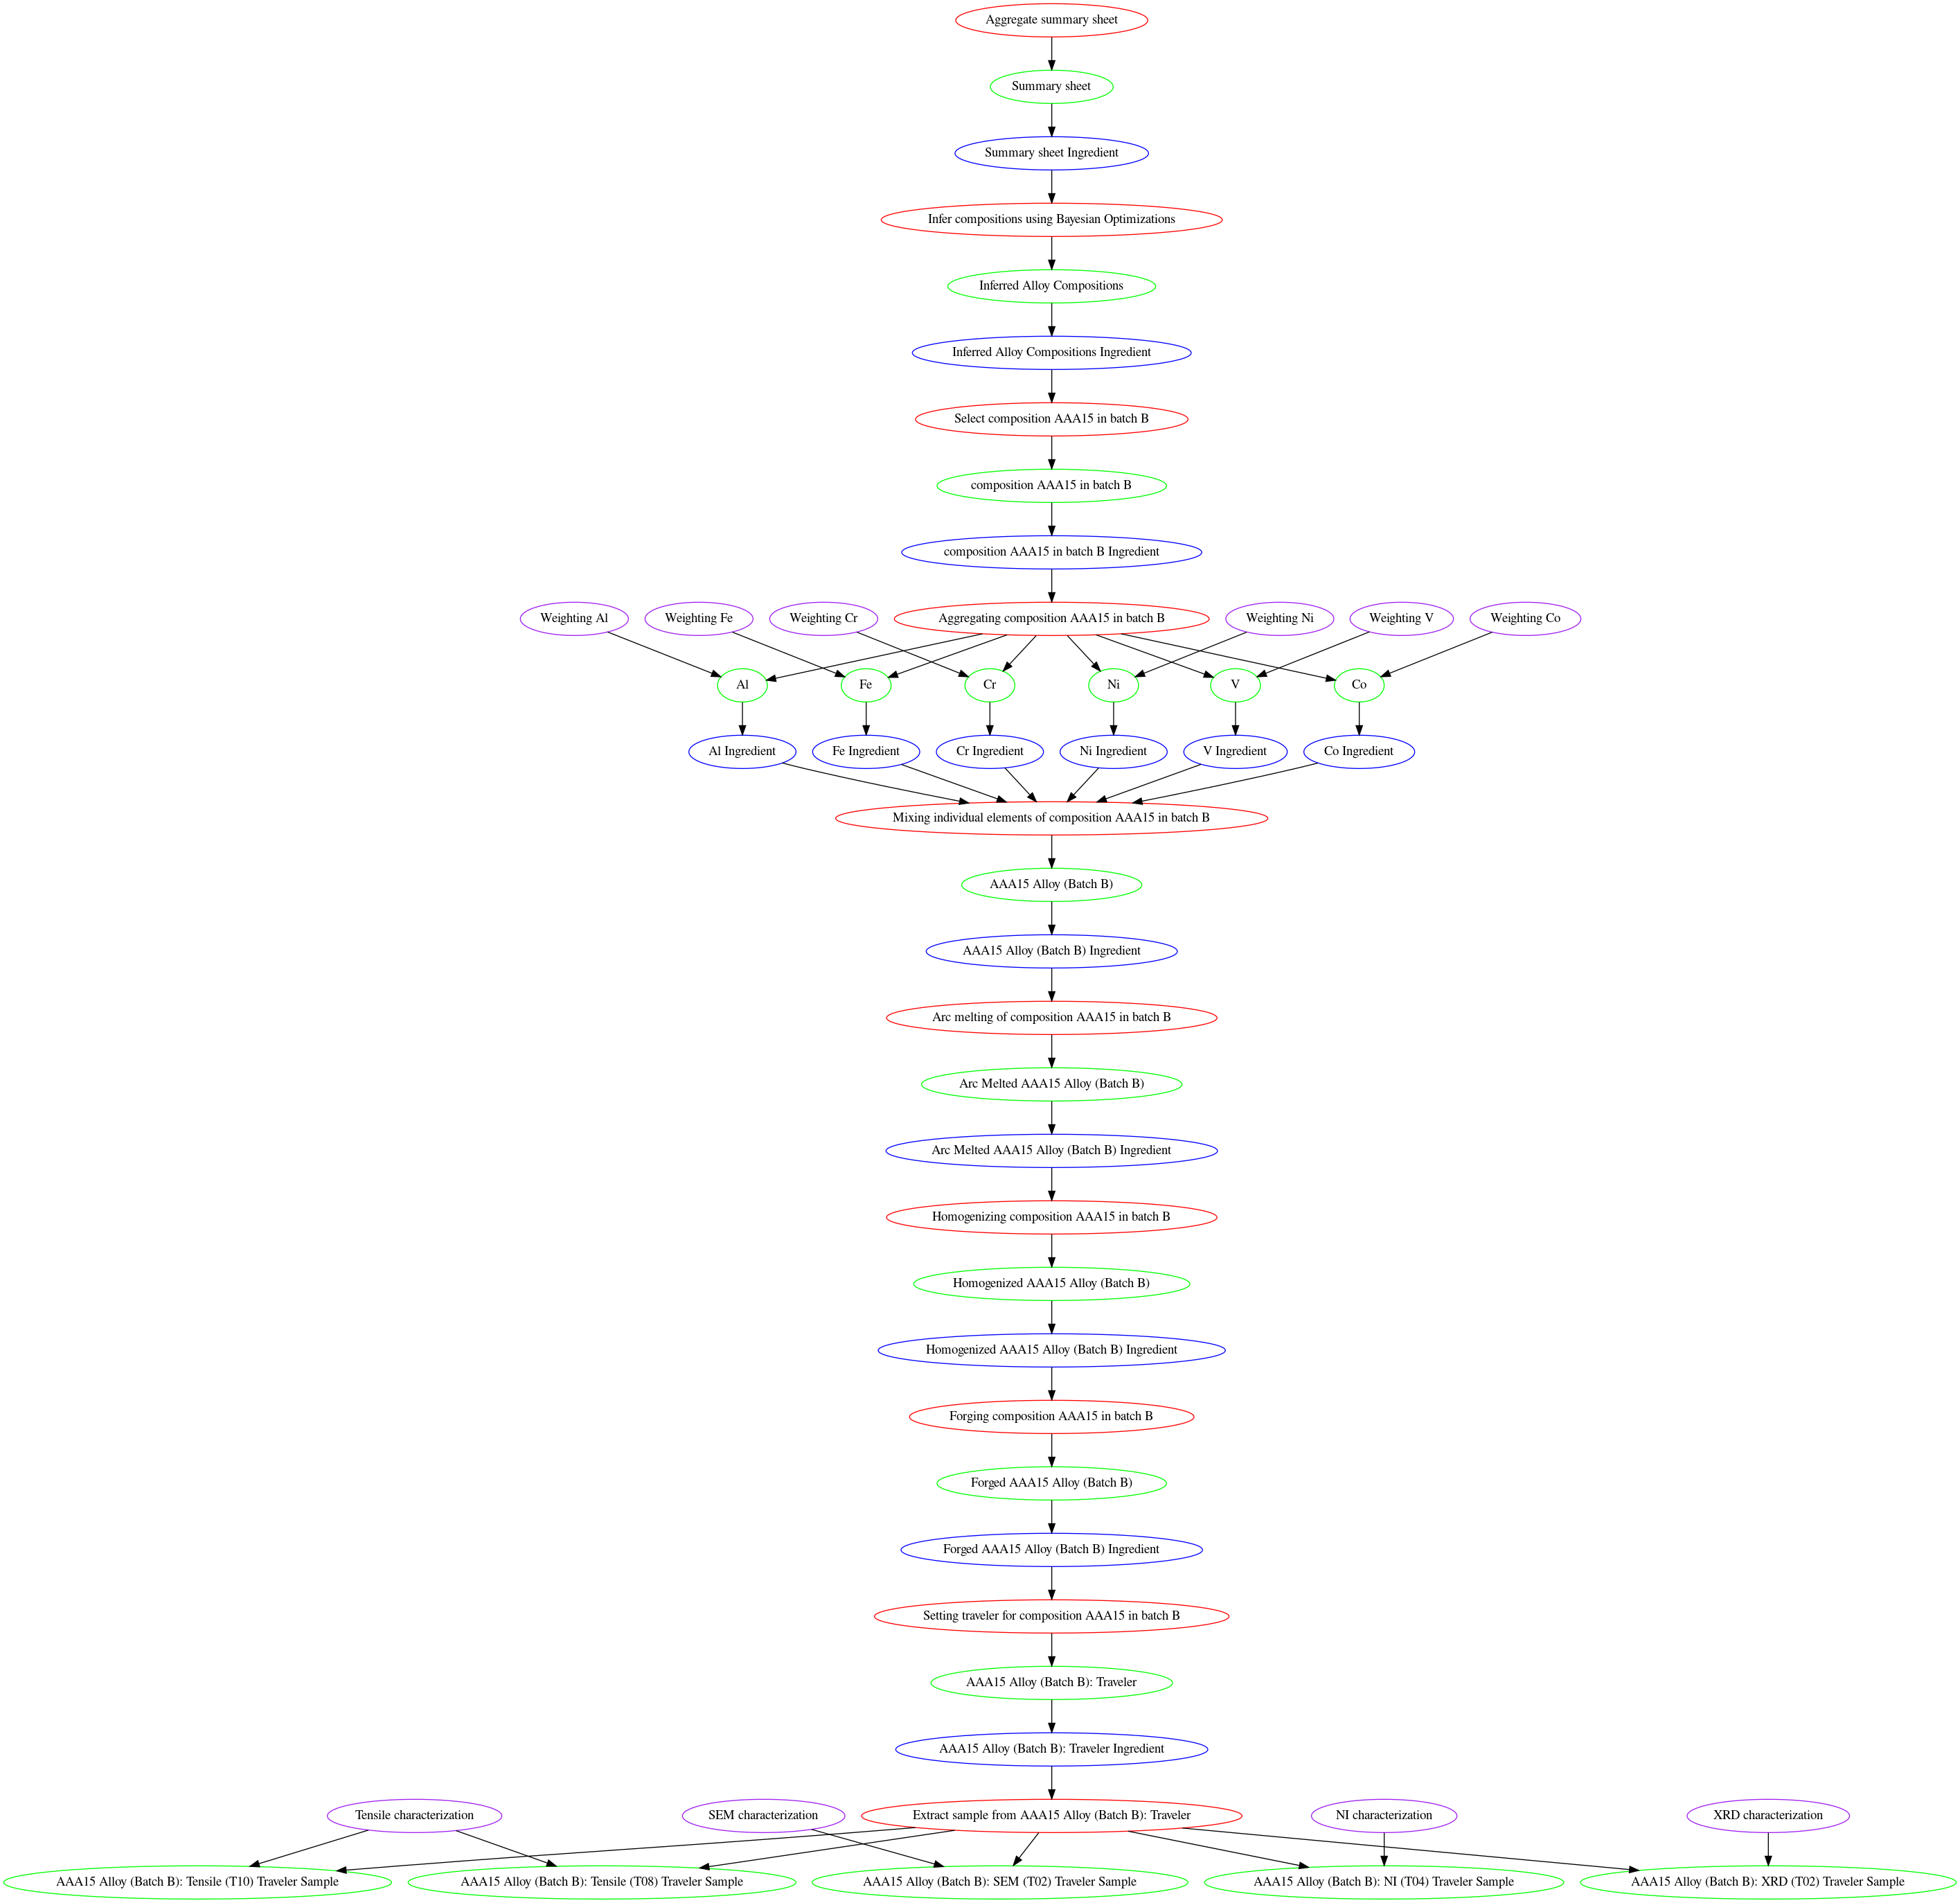 Aggregate summary sheet
Summary sheet
Summary sheet Ingredient
Infer compositions using Bayesian Optimizations
Inferred Alloy Compositions
Inferred Alloy Compositions Ingredient
Select composition AAA15 in batch B
composition AAA15 in batch B
composition AAA15 in batch B Ingredient
Weighting Al
Weighting Fe
Weighting Cr
Aggregating composition AAA15 in batch B
Weighting Ni
Weighting V
Weighting Co
Al
Fe
Cr
Ni
V
Co
Al Ingredient
Fe Ingredient
Cr Ingredient
Ni Ingredient
V Ingredient
Co Ingredient
Mixing individual elements of composition AAA15 in batch B
AAA15 Alloy (Batch B)
AAA15 Alloy (Batch B) Ingredient
Arc melting of composition AAA15 in batch B
Arc Melted AAA15 Alloy (Batch B)
Arc Melted AAA15 Alloy (Batch B) Ingredient
Homogenizing composition AAA15 in batch B
Homogenized AAA15 Alloy (Batch B)
Homogenized AAA15 Alloy (Batch B) Ingredient
Forging composition AAA15 in batch B
Forged AAA15 Alloy (Batch B)
Forged AAA15 Alloy (Batch B) Ingredient
Setting traveler for composition AAA15 in batch B
AAA15 Alloy (Batch B): Traveler
AAA15 Alloy (Batch B): Traveler Ingredient
Tensile characterization
SEM characterization
Extract sample from AAA15 Alloy (Batch B): Traveler
NI characterization
XRD characterization
AAA15 Alloy (Batch B): Tensile (T10) Traveler Sample
AAA15 Alloy (Batch B): Tensile (T08) Traveler Sample
AAA15 Alloy (Batch B): SEM (T02) Traveler Sample
AAA15 Alloy (Batch B): NI (T04) Traveler Sample
AAA15 Alloy (Batch B): XRD (T02) Traveler Sample